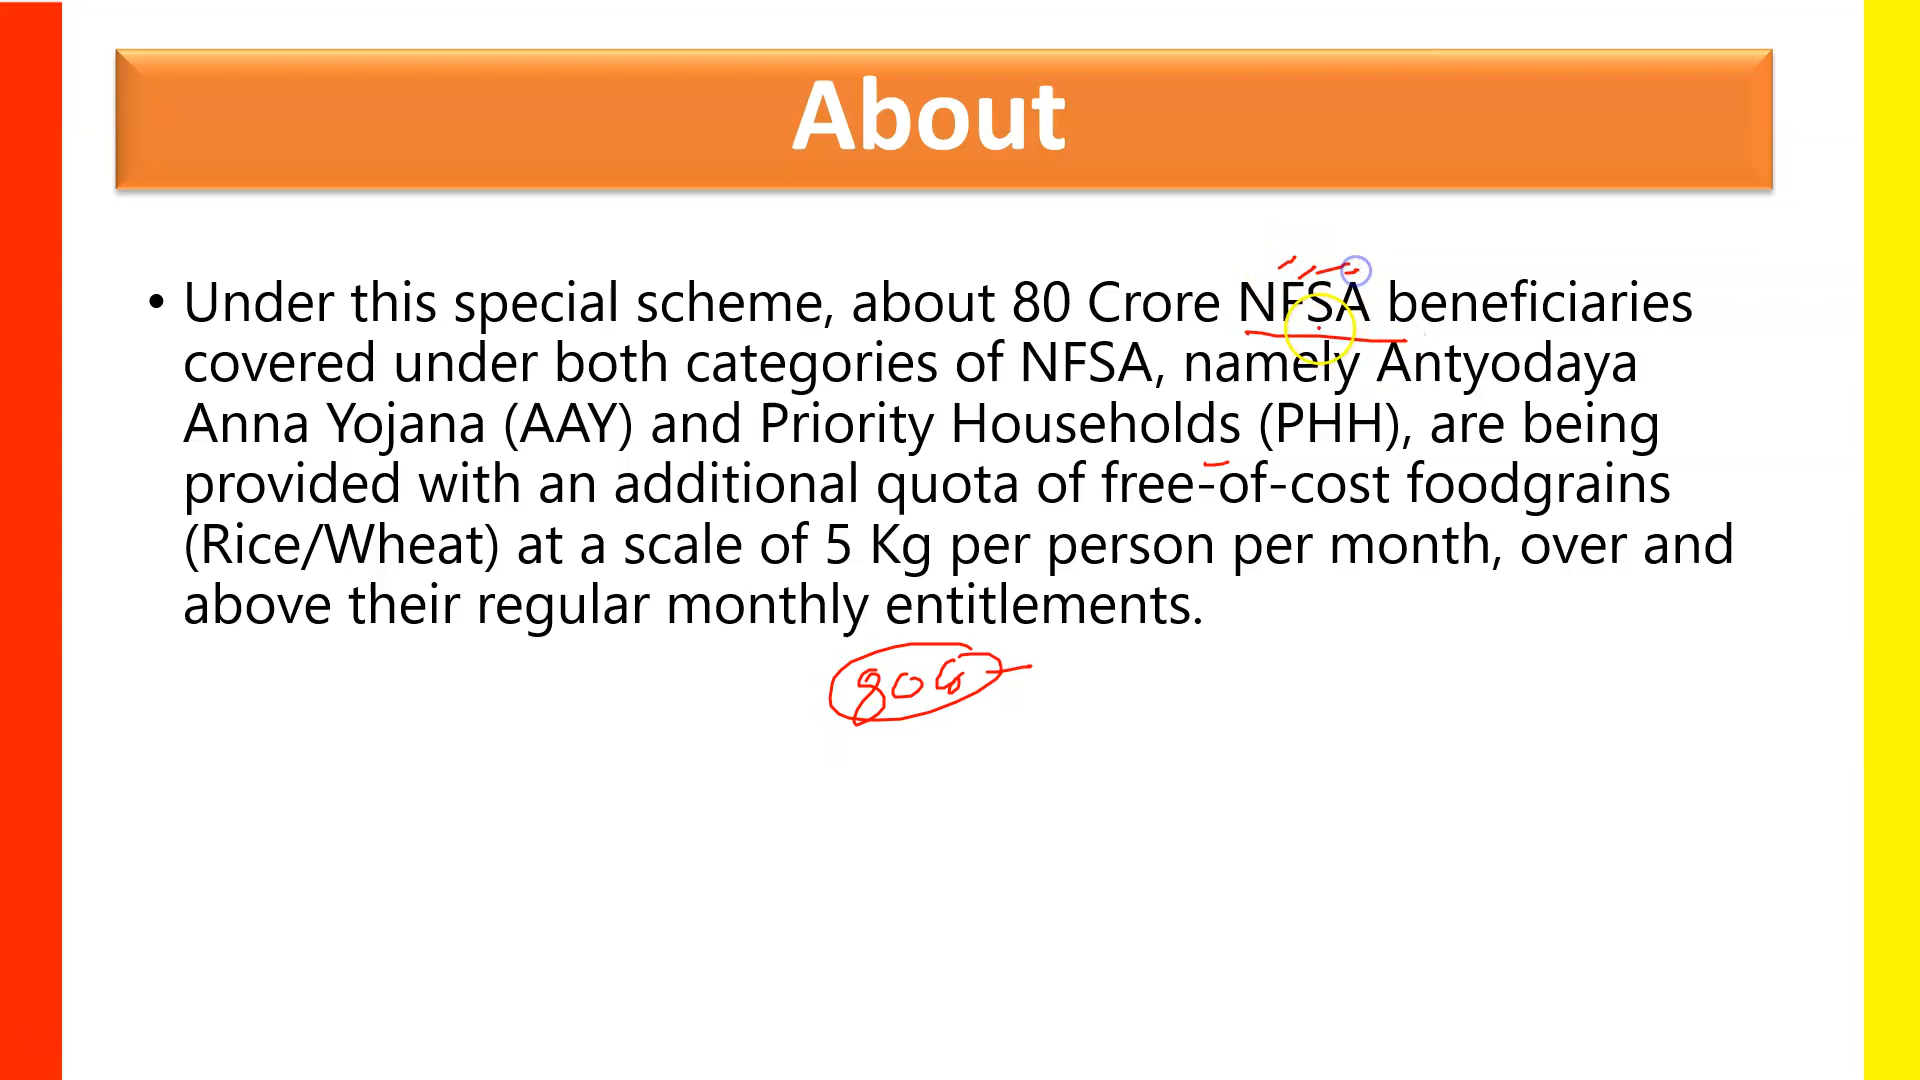 About
• Under this special scheme, about 80 Crore NFSA beneficiaries
covered under both categories of NFSA, namely Antyodaya
Anna Yojana (AAY) and Priority Households (PHH), are being
provided with an additional quota of free-of-cost foodgrains
(Rice/Wheat) at a scale of 5 Kg per person per month, over and
above their regular monthly entitlements.
80